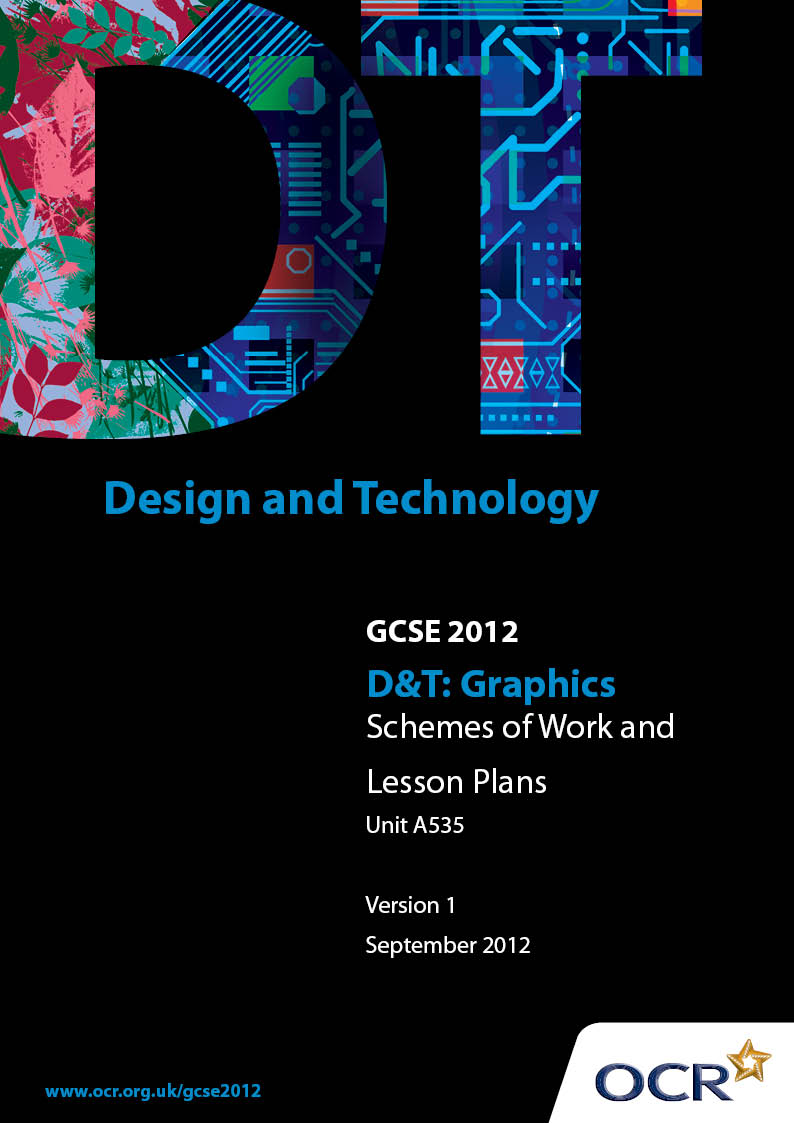 DT
Design and Technology
GCSE 2012
D&T: Graphics
Schemes of Work and
Lesson Plans
Unit A535
Version 1
September 2012
www.ocr.org.uk/gcse2012
OCR